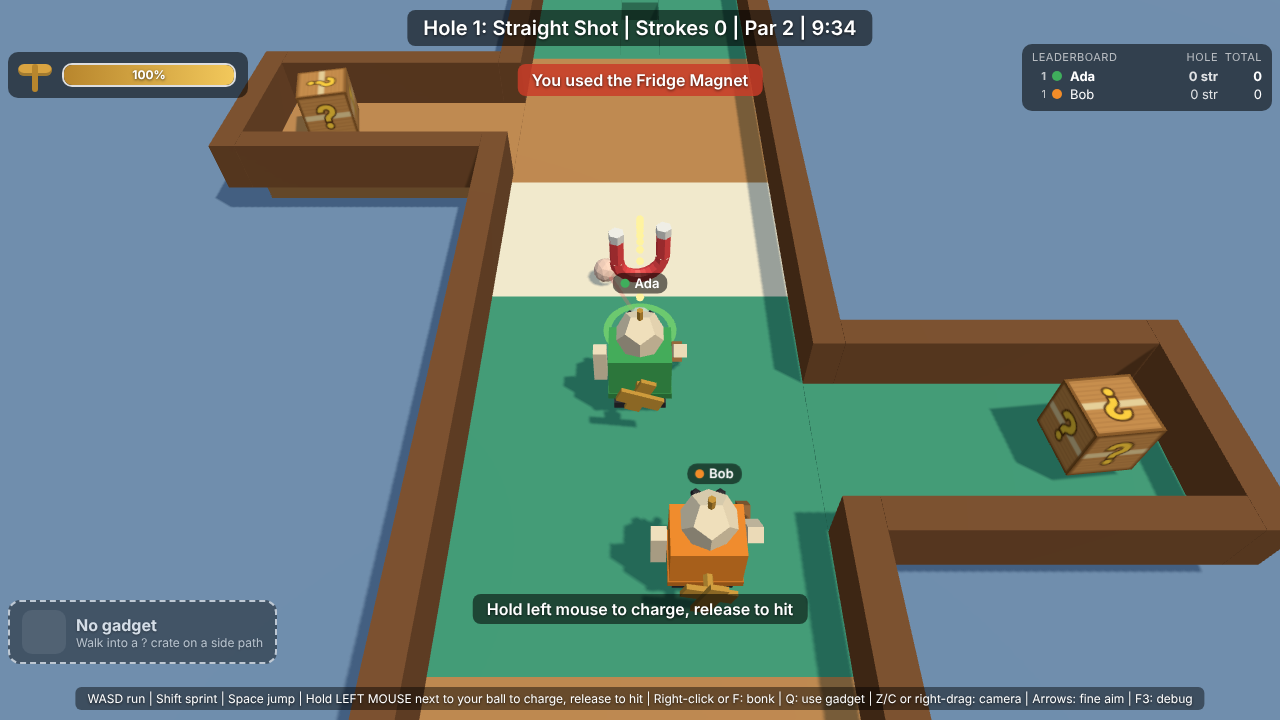 Hole 1: Straight Shot | Strokes 0 | Par 2 | 9:34
100%
You used the Fridge Magnet
LEADERBOARD HOLE TOTAL
1 Ada 0 str 0
1 Bob 0 str 0
?
?
Ada
?
?
?
Bob
Hold left mouse to charge, release to hit
No gadget
Walk into a ? crate on a side path
WASD run | Shift sprint | Space jump | Hold LEFT MOUSE next to your ball to charge, release to hit | Right-click or F: bonk | Q: use gadget | Z/C or right-drag: camera | Arrows: fine aim | F3: debug